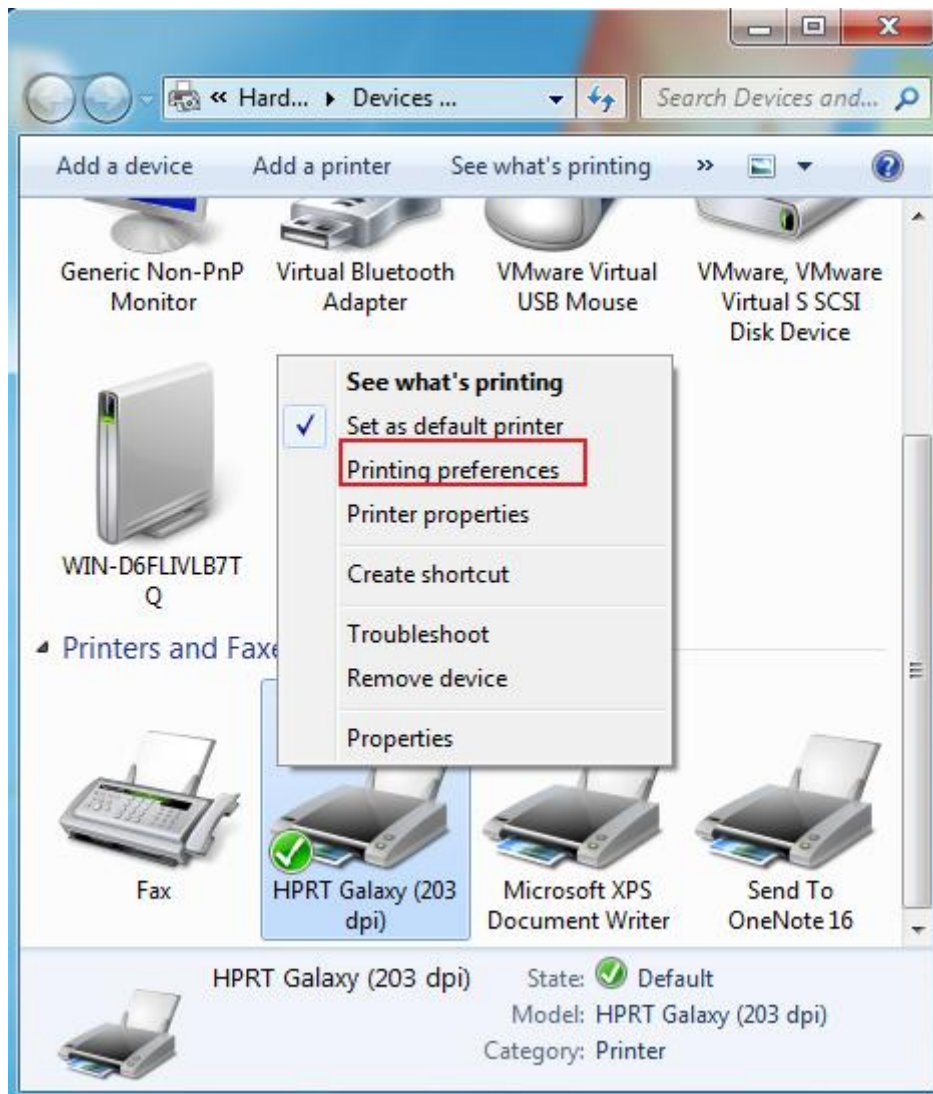 « Hard... ▸ Devices ...
Search Devices and...
Add a device Add a printer See what's printing »
Generic Non-PnP
Monitor
Virtual Bluetooth
Adapter
VMware Virtual
USB Mouse
VMware, VMware
Virtual S SCSI
Disk Device
WIN-D6FLIVLB7T
Q
See what's printing
Set as default printer
Printing preferences
Printer properties
Create shortcut
Troubleshoot
Remove device
Properties
Printers and Faxe
Fax
HPRT Galaxy (203
dpi)
Microsoft XPS
Document Writer
Send To
OneNote 16
HPRT Galaxy (203 dpi) State: Default
Model: HPRT Galaxy (203 dpi)
Category: Printer